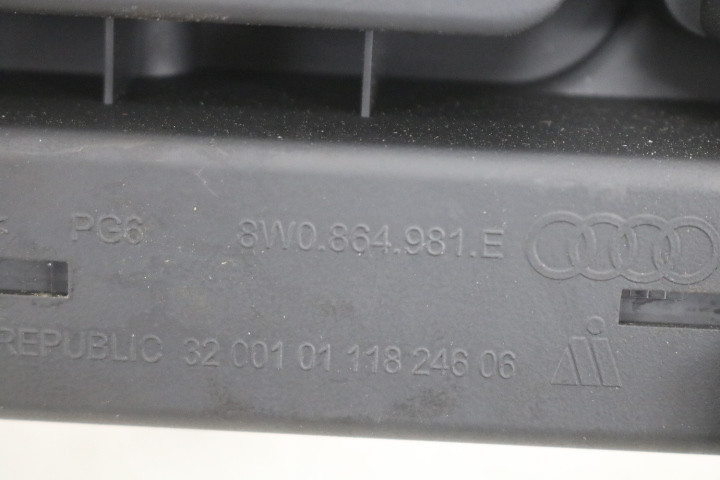 PG6 8W0.864.981.E
REPUBLIC 32 001 01 118 246 06